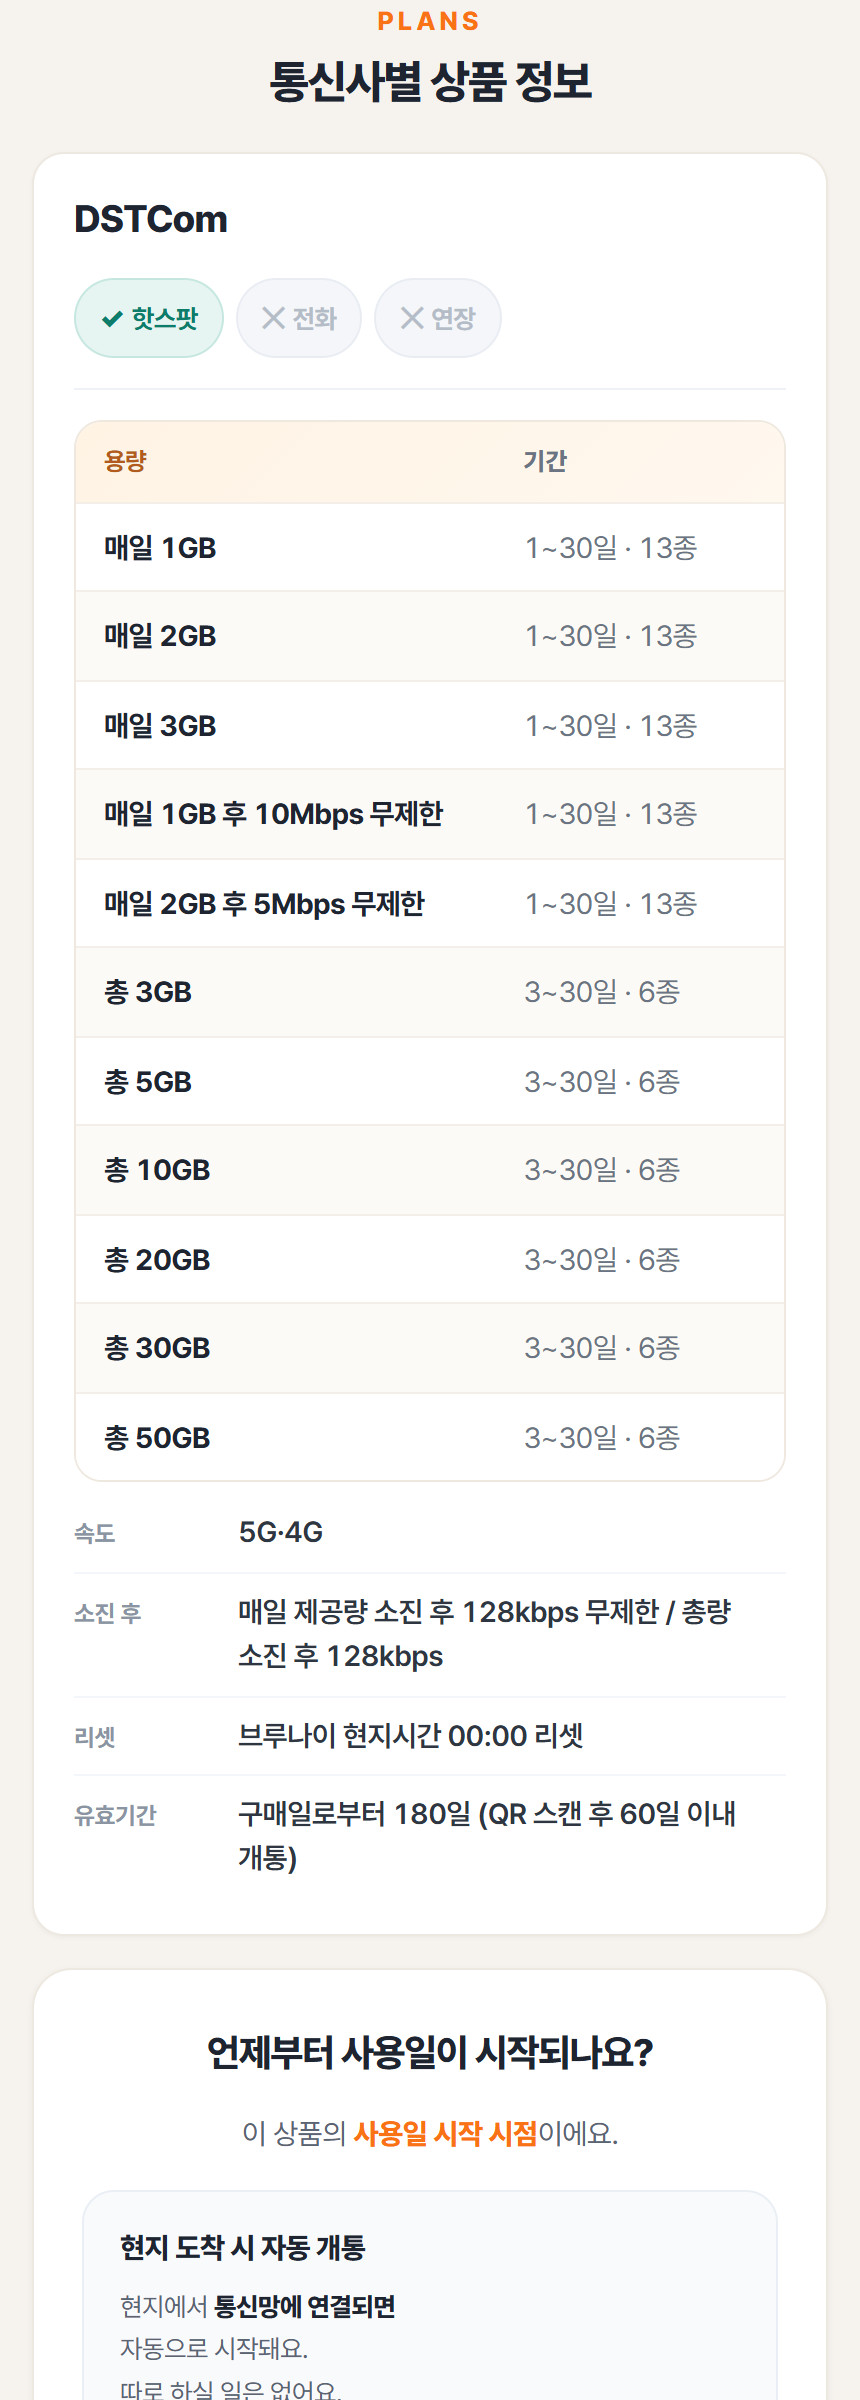 PLANS
통신사별 상품 정보
DSTCom
✓ 핫스팟 ✕ 전화 ✕ 연장
용량 기간
매일 1GB 1~30일 · 13종
매일 2GB 1~30일 · 13종
매일 3GB 1~30일 · 13종
매일 1GB 후 10Mbps 무제한 1~30일 · 13종
매일 2GB 후 5Mbps 무제한 1~30일 · 13종
총 3GB 3~30일 · 6종
총 5GB 3~30일 · 6종
총 10GB 3~30일 · 6종
총 20GB 3~30일 · 6종
총 30GB 3~30일 · 6종
총 50GB 3~30일 · 6종
속도 5G·4G
소진 후 매일 제공량 소진 후 128kbps 무제한 / 총량
소진 후 128kbps
리셋 브루나이 현지시간 00:00 리셋
유효기간 구매일로부터 180일 (QR 스캔 후 60일 이내
개통)
언제부터 사용일이 시작되나요?
이 상품의 사용일 시작 시점이에요.
현지 도착 시 자동 개통
현지에서 통신망에 연결되면
자동으로 시작돼요.
따로 하실 일은 없어요.